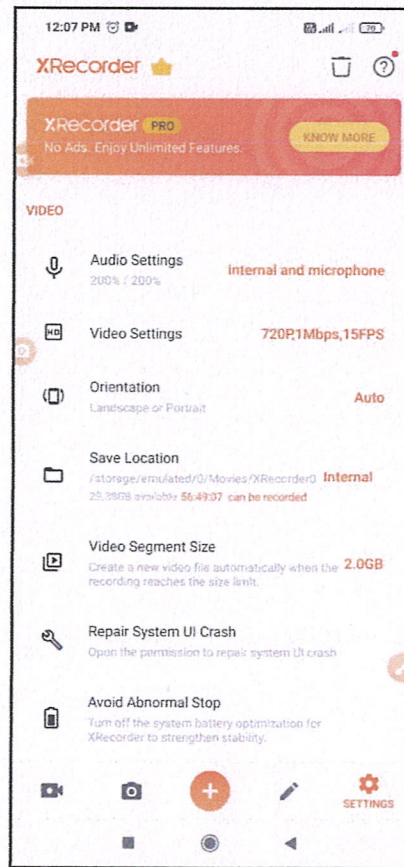 12:07 PM
XRecorder
XRecorder PRO
No Ads. Enjoy Unlimited Features.
KNOW MORE
VIDEO
Audio Settings
200% / 200%
Internal and microphone
Video Settings
720P,1Mbps,15FPS
Orientation
Landscape or Portrait
Auto
Save Location
/storage/emulated/0/Movies/XRecorder0
Internal
available 56:49:07 can be recorded
Video Segment Size
Create a new video file automatically when the
recording reaches the size limit.
2.0GB
Repair System UI Crash
Open the permission to repair system UI crash
Avoid Abnormal Stop
Turn off the system battery optimization for
XRecorder to strengthen stability.
SETTINGS